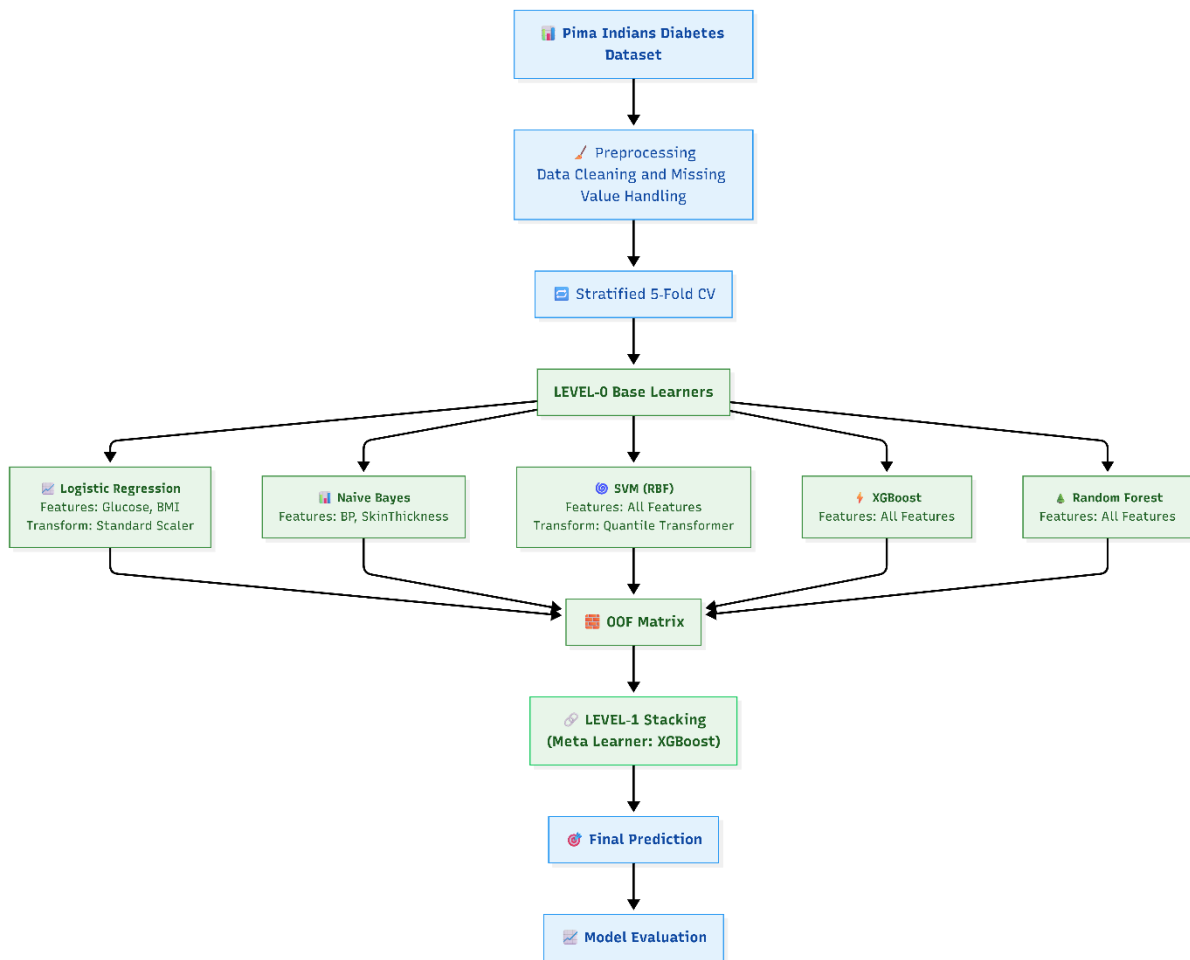 Pima Indians Diabetes
Dataset
Preprocessing
Data Cleaning and Missing
Value Handling
Stratified 5-Fold CV
LEVEL-0 Base Learners
Logistic Regression
Features: Glucose, BMI
Transform: Standard Scaler
Naive Bayes
Features: BP, SkinThickness
SVM (RBF)
Features: All Features
Transform: Quantile Transformer
XGBoost
Features: All Features
Random Forest
Features: All Features
OOF Matrix
LEVEL-1 Stacking
(Meta Learner: XGBoost)
Final Prediction
Model Evaluation